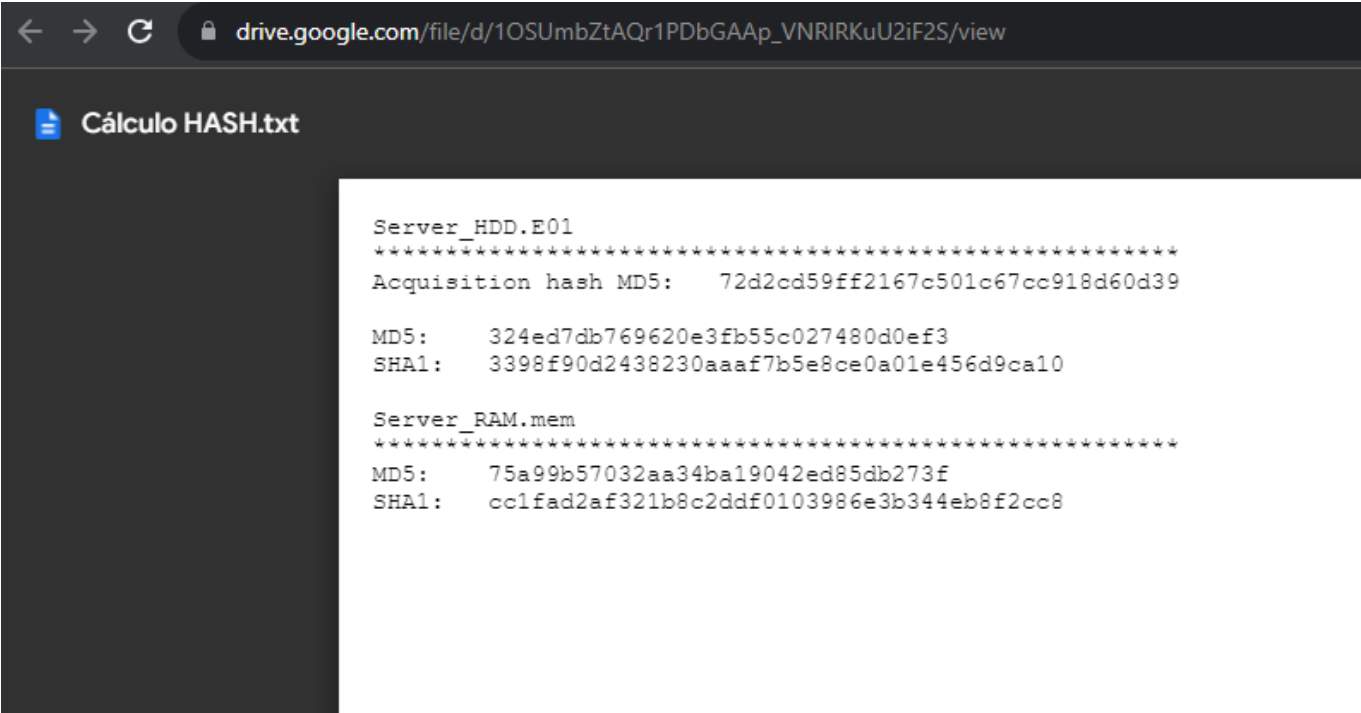 drive.google.com/file/d/1OSUmbZtAQr1PDbGAAp_VNRIRKuU2iF2S/view
Cálculo HASH.txt
Server_HDD.E01
********************************************************
Acquisition hash MD5:   72d2cd59ff2167c501c67cc918d60d39
MD5:    324ed7db769620e3fb55c027480d0ef3
SHA1:   3398f90d2438230aaaf7b5e8ce0a01e456d9ca10
Server_RAM.mem
********************************************************
MD5:    75a99b57032aa34ba19042ed85db273f
SHA1:   cc1fad2af321b8c2ddf0103986e3b344eb8f2cc8